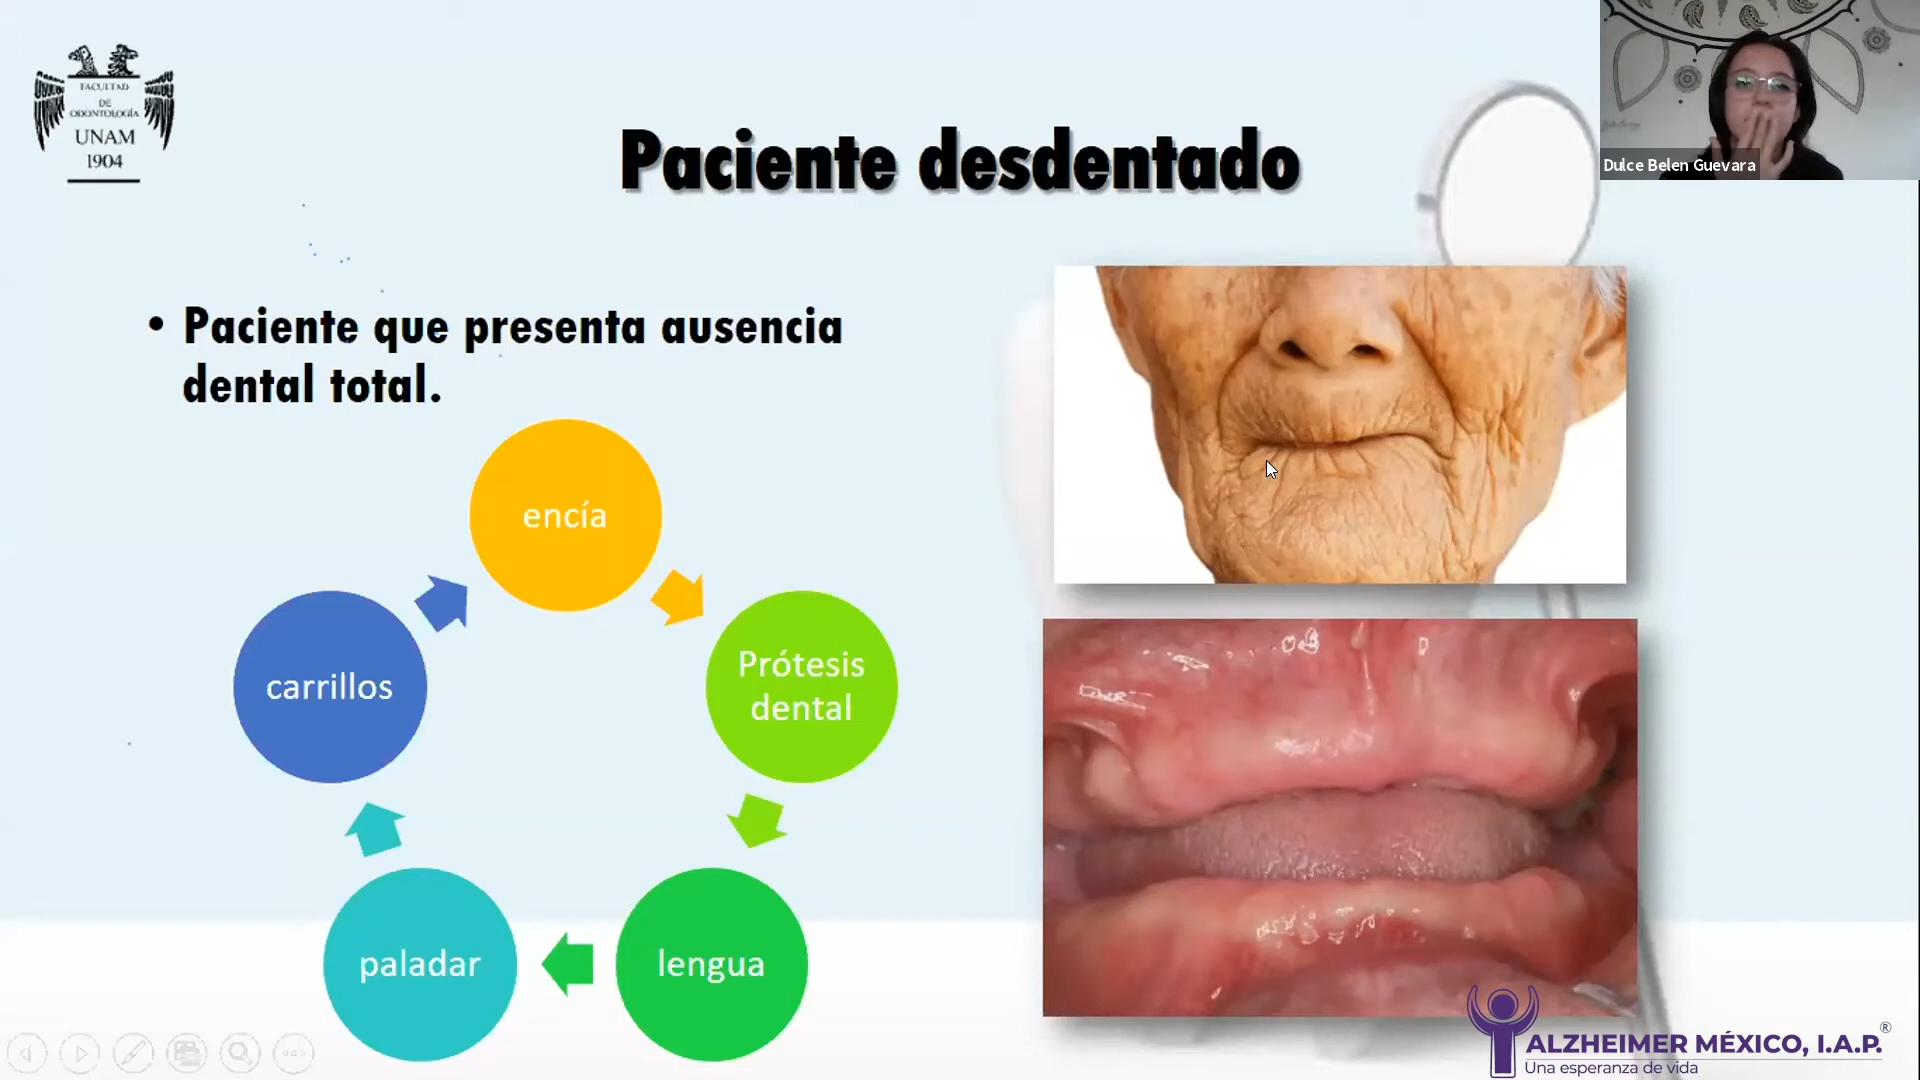 FACULTAD
DE
ODONTOLOGÍA
UNAM
1904
Paciente desdentado
Dulce Belen Guevara
• Paciente que presenta ausencia
dental total.
encía
Prótesis
dental
lengua
paladar
carrillos
ALZHEIMER MÉXICO, I.A.P.®
Una esperanza de vida